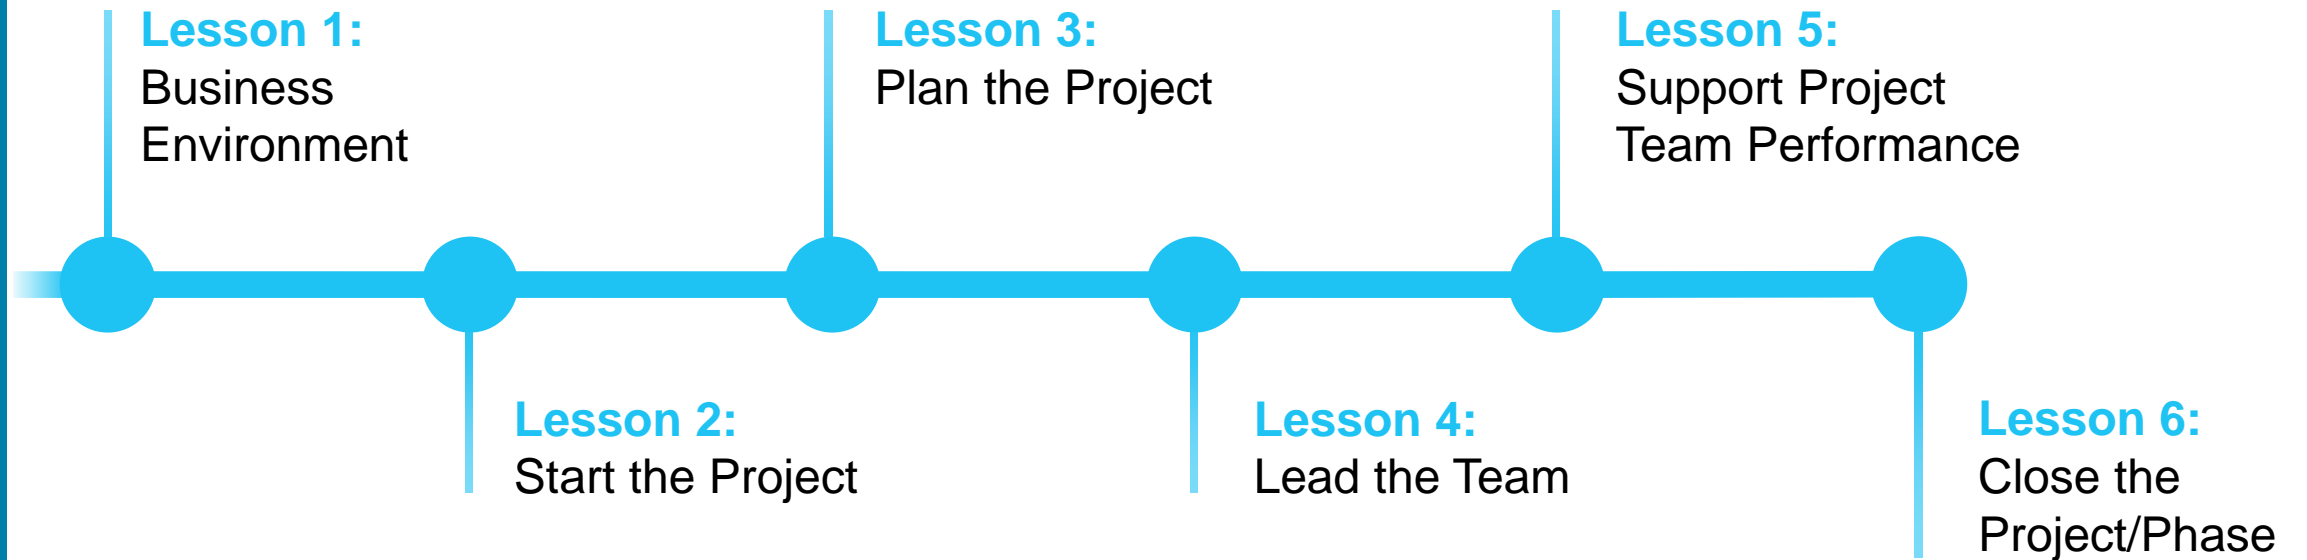 Lesson 1:
Business
Environment
Lesson 2:
Start the Project
Lesson 3:
Plan the Project
Lesson 4:
Lead the Team
Lesson 5:
Support Project
Team Performance
Lesson 6:
Close the
Project/Phase